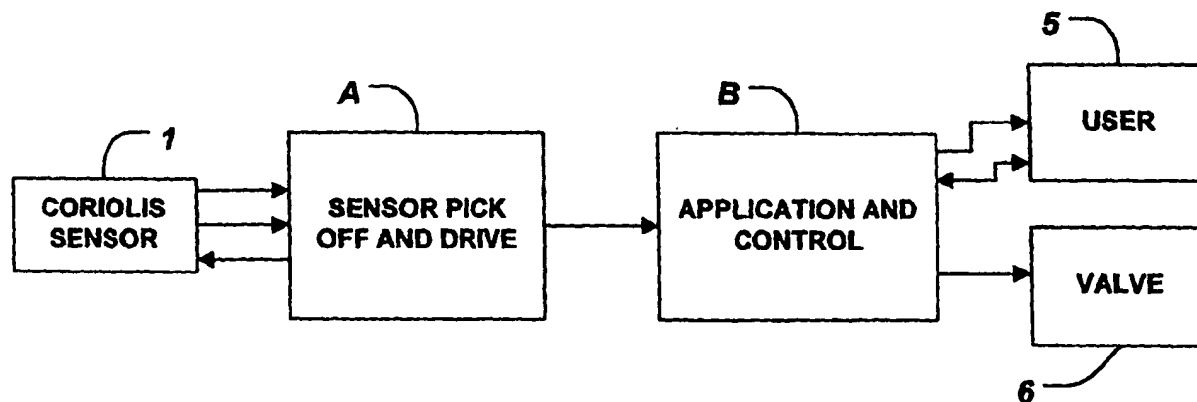 1
CORIOLIS
SENSOR
A
SENSOR PICK
OFF AND DRIVE
B
APPLICATION AND
CONTROL
5
USER
VALVE
6